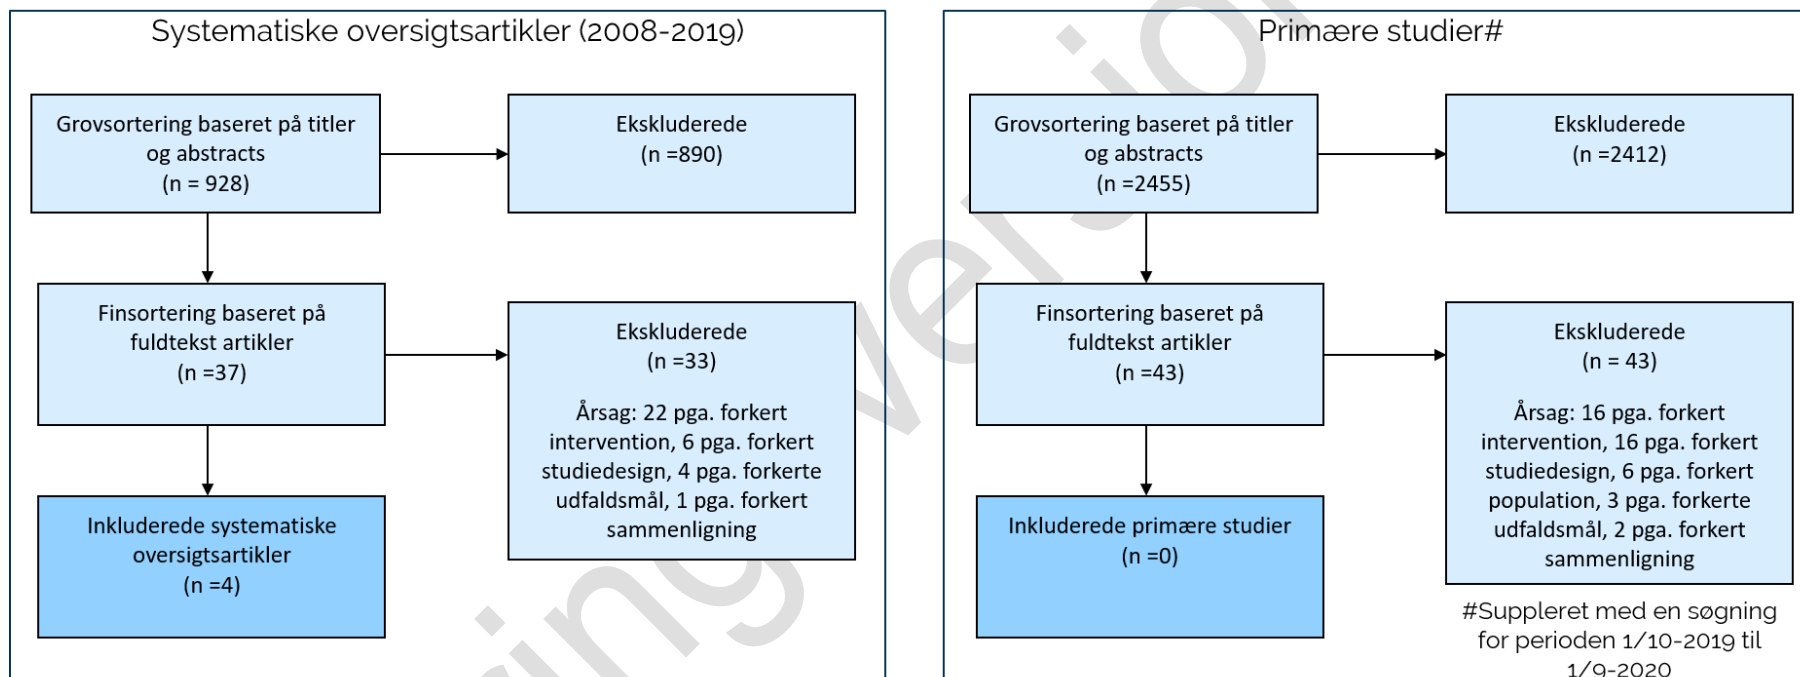 Systematiske oversigtsartikler (2008-2019)
Grovsortering baseret på titler
og abstracts
(n = 928)
Ekskluderede
(n =890)
Finsortering baseret på
fuldtekst artikler
(n =37)
Ekskluderede
(n =33)
Årsag: 22 pga. forkert
intervention, 6 pga. forkert
studiedesign, 4 pga. forkerte
udfaldsmål, 1 pga. forkert
sammenligning
Inkluderede systematiske
oversigtsartikler
(n =4)
Primære studier#
Grovsortering baseret på titler
og abstracts
(n =2455)
Ekskluderede
(n =2412)
Finsortering baseret på
fuldtekst artikler
(n =43)
Ekskluderede
(n = 43)
Årsag: 16 pga. forkert
intervention, 16 pga. forkert
studiedesign, 6 pga. forkert
population, 3 pga. forkerte
udfaldsmål, 2 pga. forkert
sammenligning
Inkluderede primære studier
(n =0)
#Suppleret med en søgning
for perioden 1/10-2019 til
1/9-2020